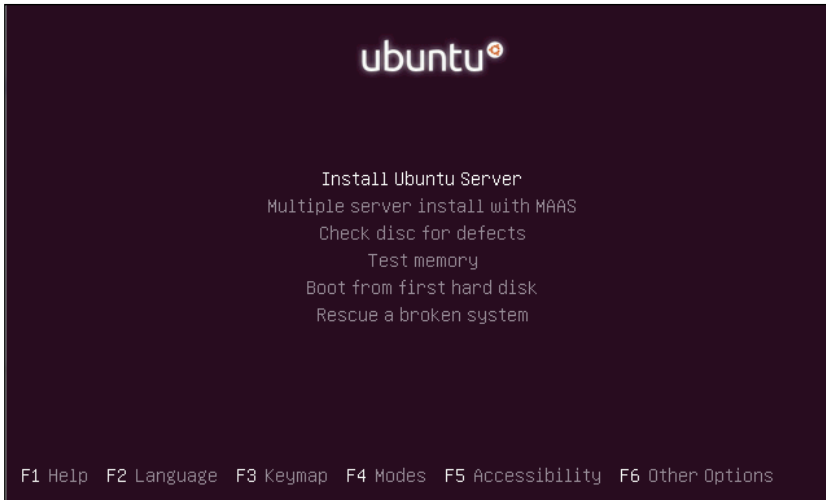 ubuntu
Install Ubuntu Server
Multiple server install with MAAS
Check disc for defects
Test memory
Boot from first hard disk
Rescue a broken system
F1 Help F2 Language F3 Keymap F4 Modes F5 Accessibility F6 Other Options